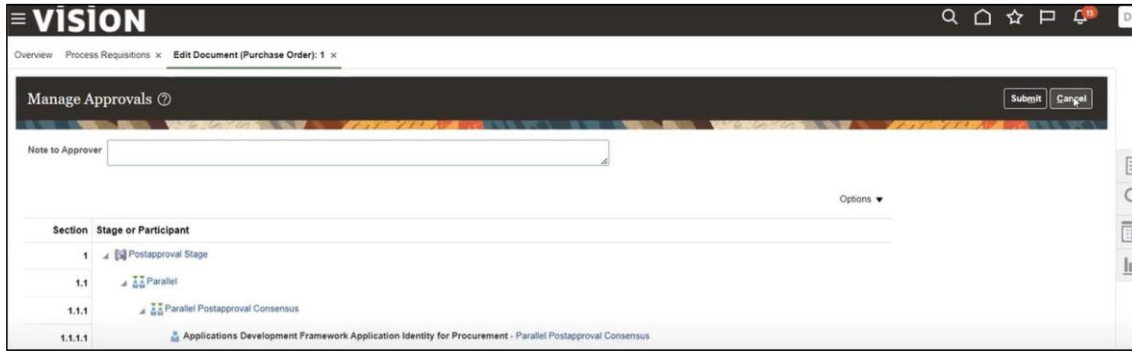 VISION
15
D
Overview Process Requisitions × Edit Document (Purchase Order): 1 ×
Manage Approvals
Submit Cancel
Note to Approver
Options
Section Stage or Participant
1 Postapproval Stage
1.1 Parallel
1.1.1 Parallel Postapproval Consensus
1.1.1.1 Applications Development Framework Application Identity for Procurement - Parallel Postapproval Consensus